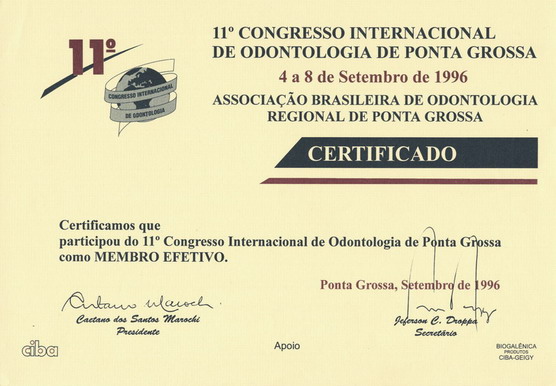 11º CONGRESSO INTERNACIONAL
DE ODONTOLOGIA DE PONTA GROSSA
11º
CONGRESSO INTERNACIONAL
DE ODONTOLOGIA
4 a 8 de Setembro de 1996
ASSOCIAÇÃO BRASILEIRA DE ODONTOLOGIA
REGIONAL DE PONTA GROSSA
CERTIFICADO
Certificamos que
participou do 11º Congresso Internacional de Odontologia de Ponta Grossa
como MEMBRO EFETIVO.
Ponta Grossa, Setembro de 1996
Caetano dos Santos Marochi
Presidente
Jeferson C. Droppa
Secretário
ciba
Apoio
BIOGALÊNICA
PRODUTOS
CIBA-GEIGY